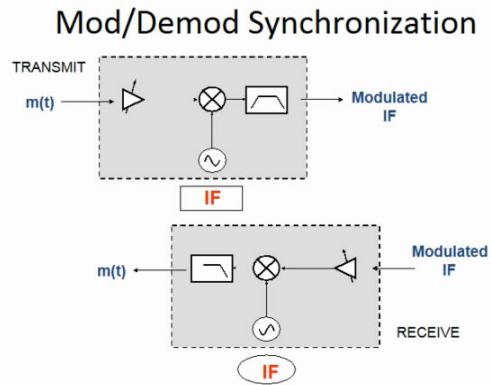 Mod/Demod Synchronization
TRANSMIT
m(t)
Modulated
IF
IF
Modulated
IF
m(t)
RECEIVE
IF